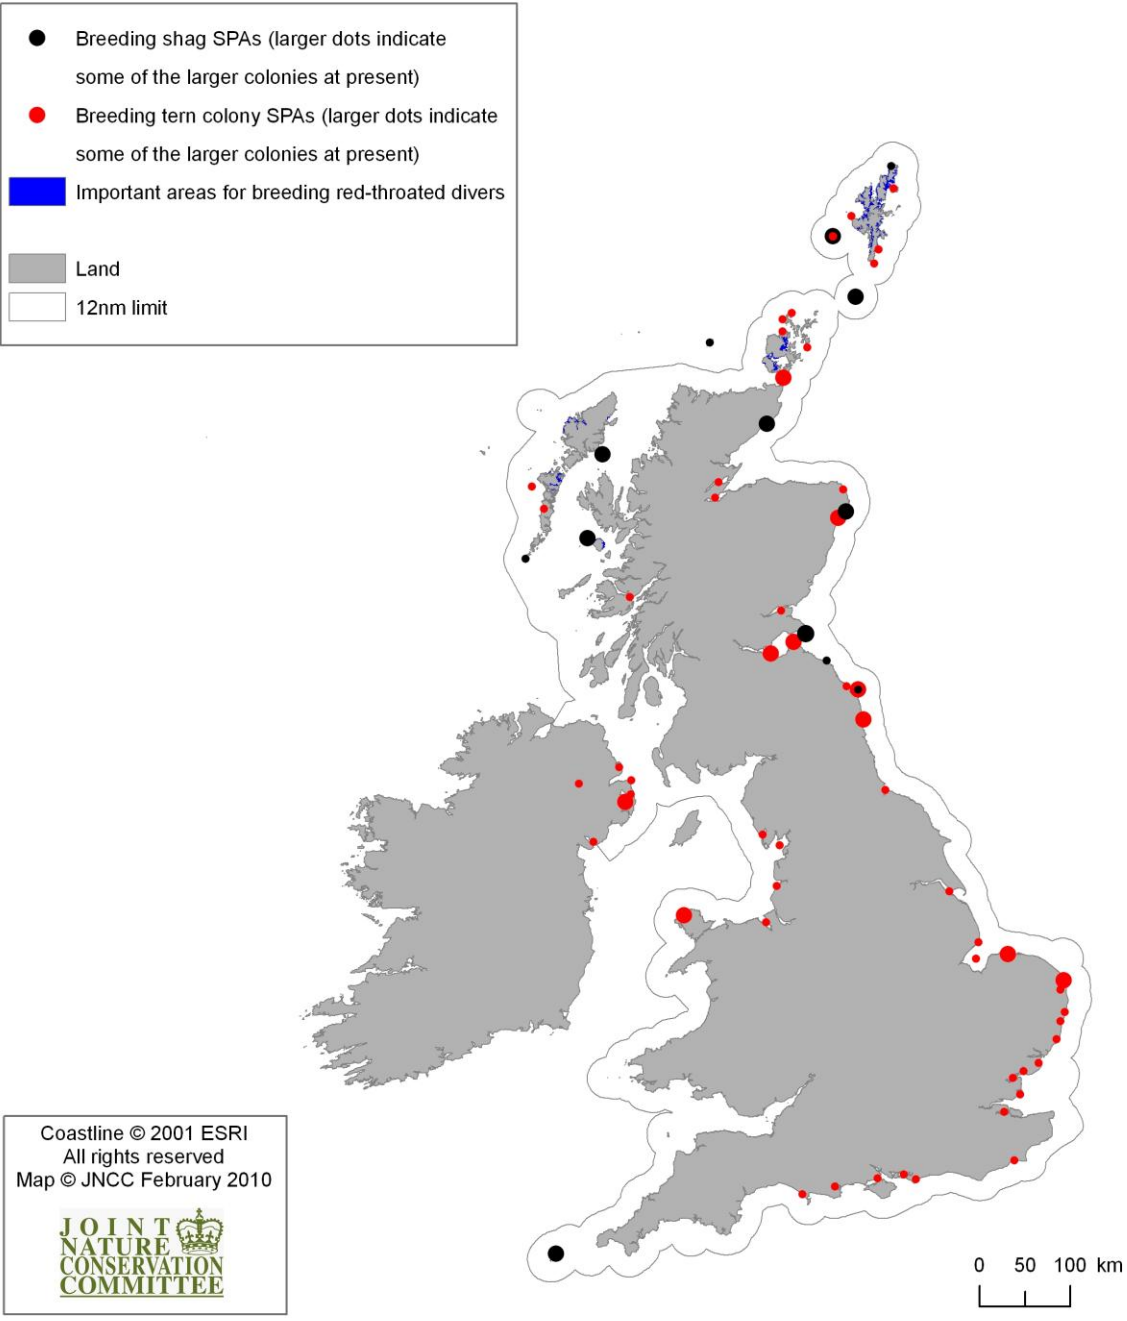 Breeding shag SPAs (larger dots indicate
some of the larger colonies at present)
Breeding tern colony SPAs (larger dots indicate
some of the larger colonies at present)
Important areas for breeding red-throated divers
Land
12nm limit
Coastline © 2001 ESRI
All rights reserved
Map © JNCC February 2010
JOINT
NATURE
CONSERVATION
COMMITTEE
0 50 100 km